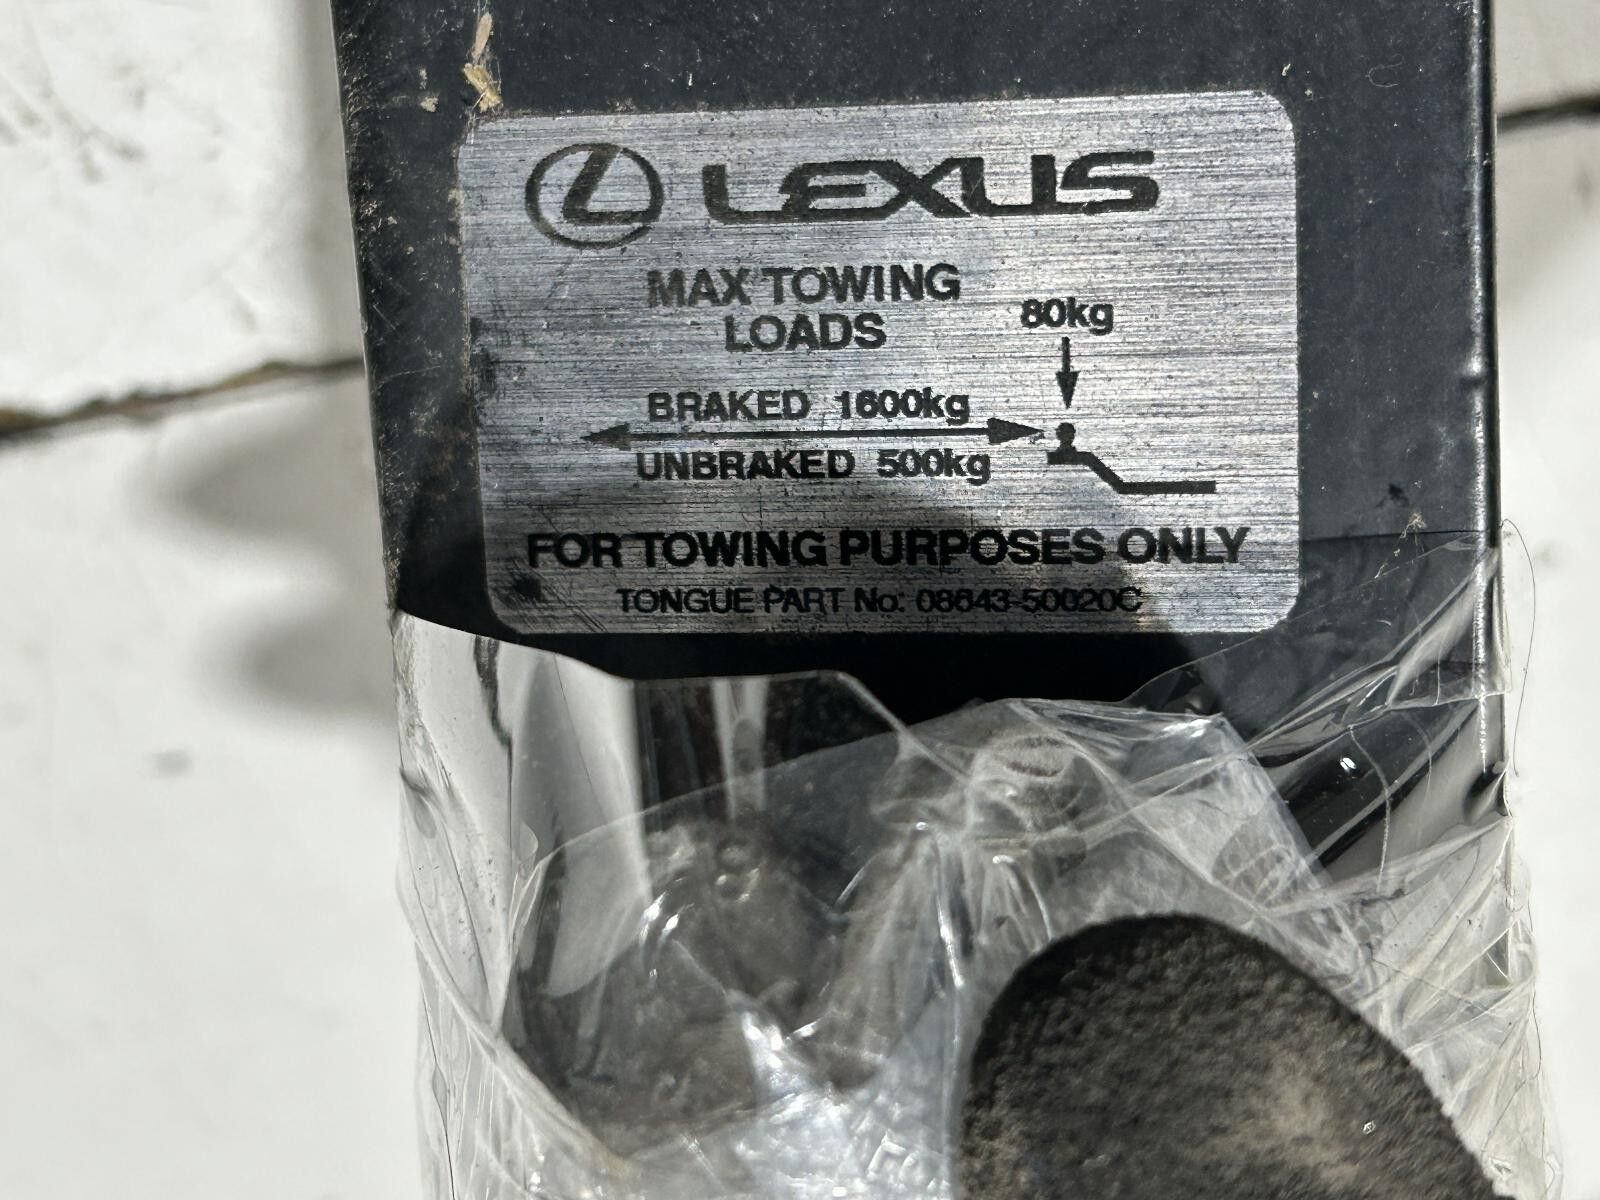 LEXUS
MAX TOWING
LOADS
80kg
BRAKED 1600kg
UNBRAKED 500kg
FOR TOWING PURPOSES ONLY
TONGUE PART No: 08643-50020C